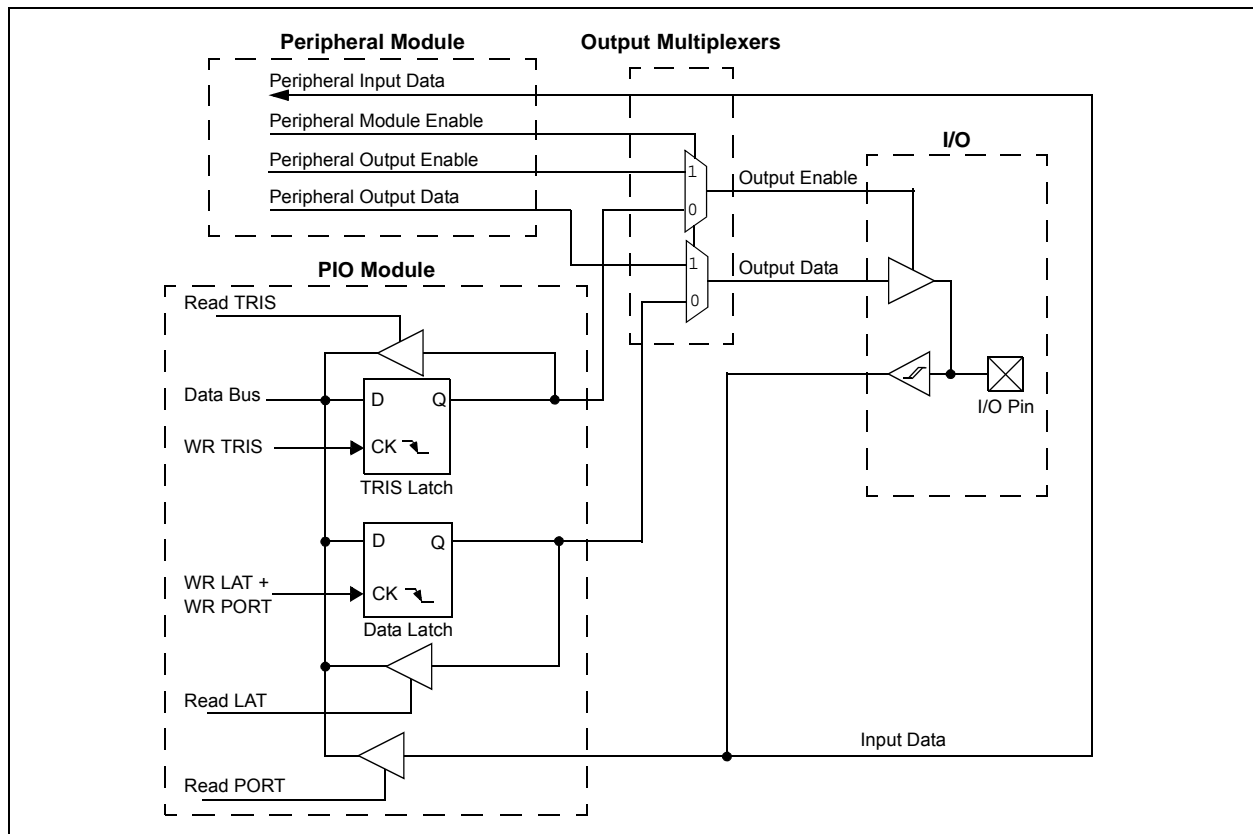 Peripheral Module
Output Multiplexers
Peripheral Input Data
Peripheral Module Enable
I/O
Peripheral Output Enable
1
Output Enable
Peripheral Output Data
0
PIO Module
1
Output Data
Read TRIS
0
Data Bus
D
Q
I/O Pin
WR TRIS
CK
TRIS Latch
D
Q
WR LAT +
WR PORT
CK
Data Latch
Read LAT
Input Data
Read PORT